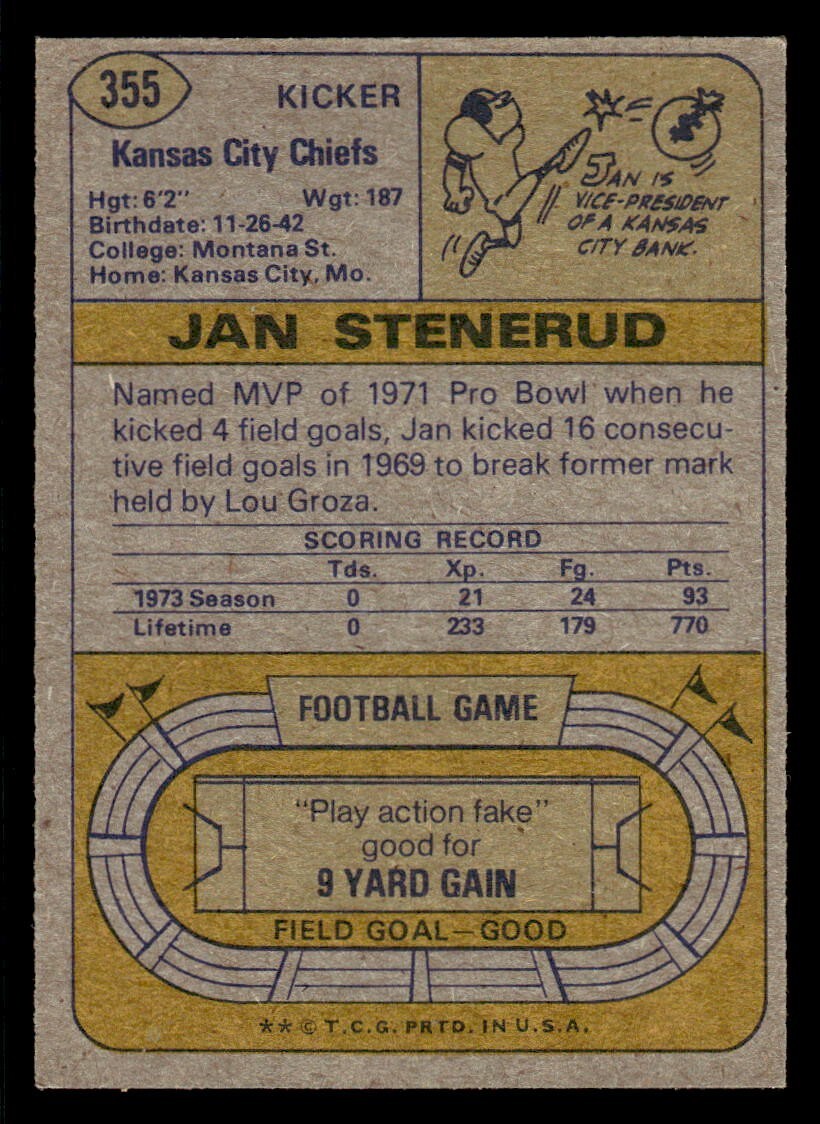 355
KICKER
Kansas City Chiefs
Hgt: 6'2" Wgt: 187
Birthdate: 11-26-42
College: Montana St.
Home: Kansas City, Mo.
JAN IS
VICE-PRESIDENT
OF A KANSAS
CITY BANK.
JAN STENERUD
Named MVP of 1971 Pro Bowl when he
kicked 4 field goals, Jan kicked 16 consecu-
tive field goals in 1969 to break former mark
held by Lou Groza.
SCORING RECORD
Tds. Xp. Fg. Pts.
1973 Season 0 21 24 93
Lifetime 0 233 179 770
FOOTBALL GAME
"Play action fake"
good for
9 YARD GAIN
FIELD GOAL—GOOD
** © T.C.G. PRTD. IN U.S.A.